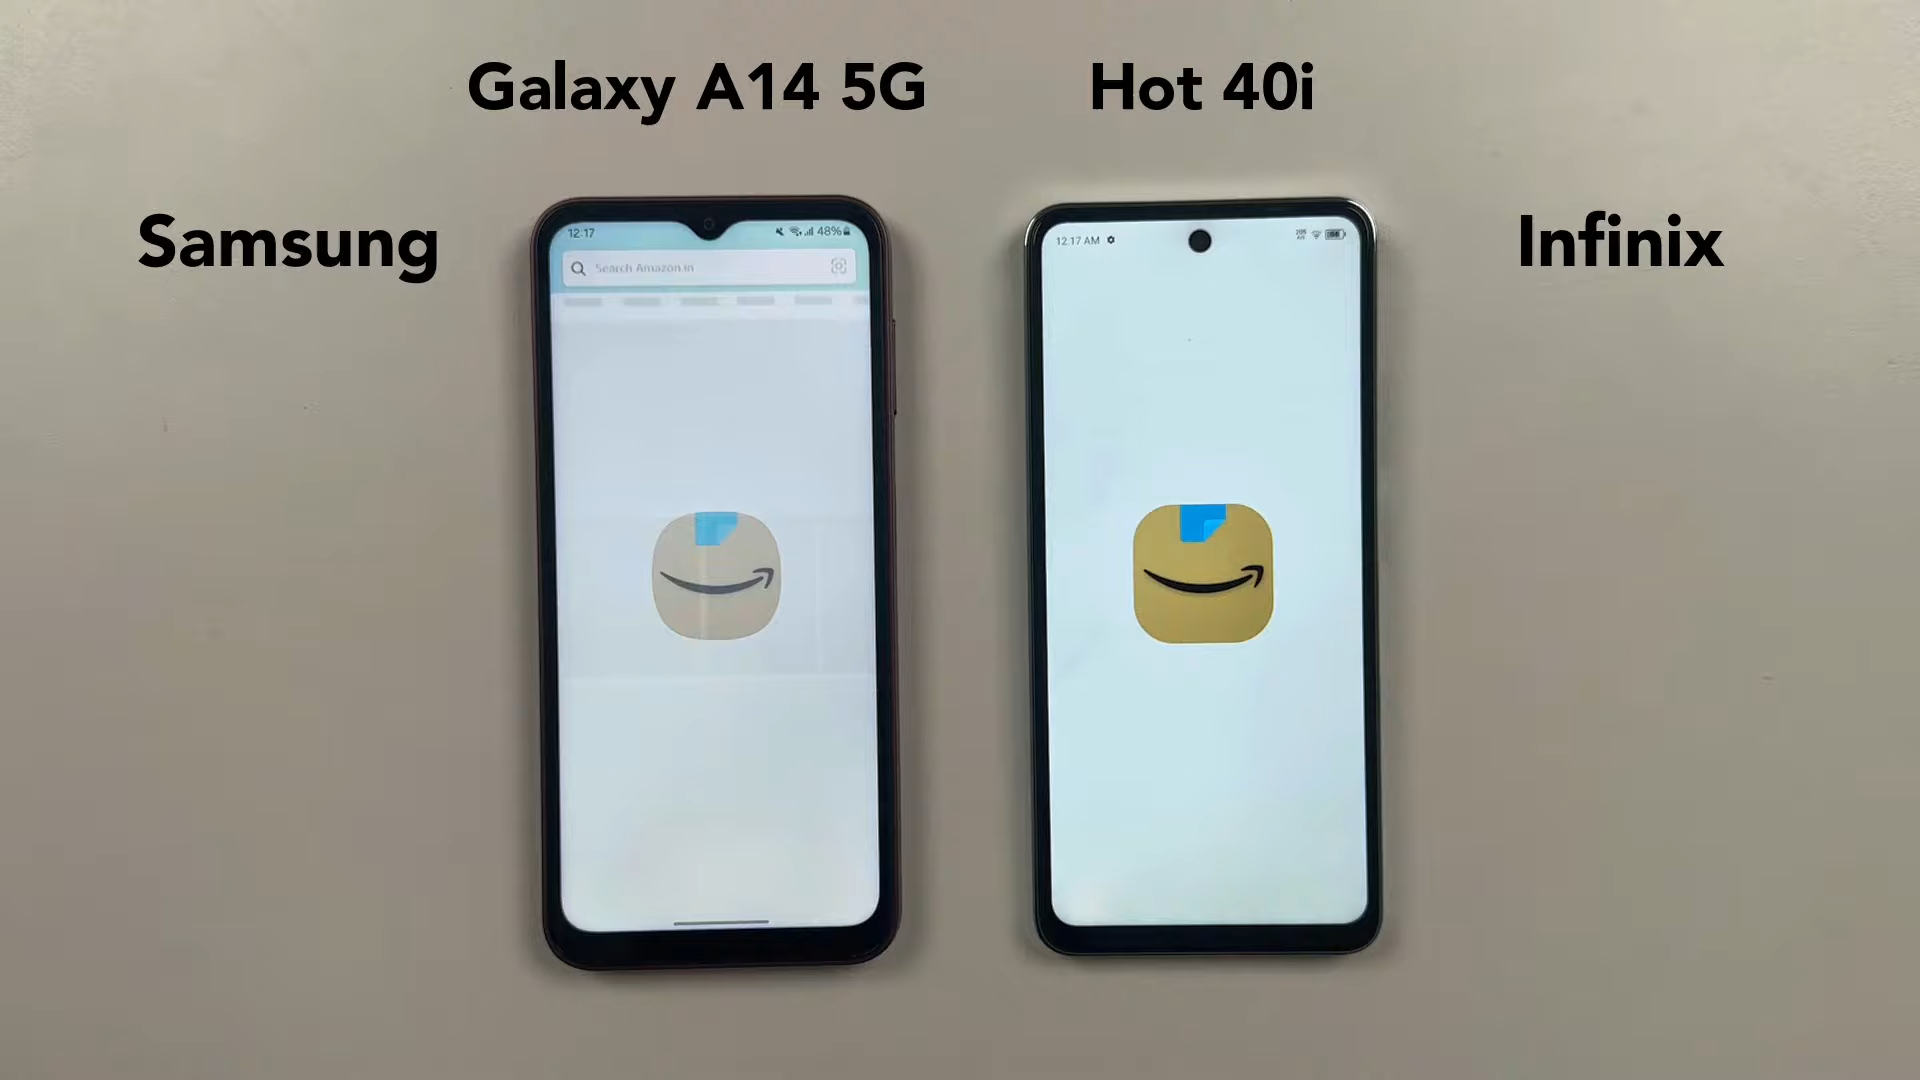 Galaxy A14 5G
Hot 40i
Samsung
Infinix
12:17
48%
Search Amazon.in
12:17 AM